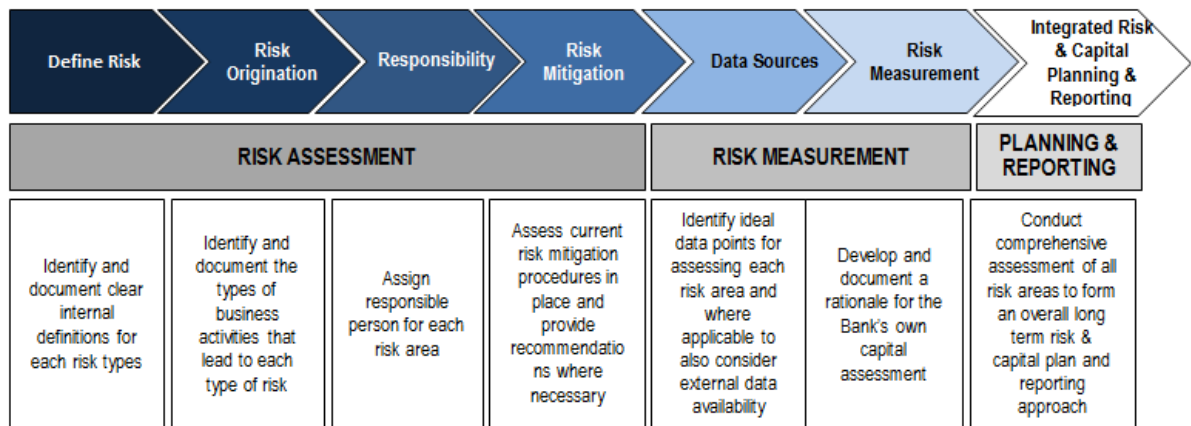 Define Risk
Risk
Origination
Responsibility
Risk
Mitigation
Data Sources
Risk
Measurement
Integrated Risk
& Capital
Planning &
Reporting
RISK ASSESSMENT
RISK MEASUREMENT
PLANNING &
REPORTING
Identify and
document clear
internal
definitions for
each risk types
Identify and
document the
types of
business
activities that
lead to each
type of risk
Assign
responsible
person for each
risk area
Assess current
risk mitigation
procedures in
place and
provide
recommendatio
ns where
necessary
Identify ideal
data points for
assessing each
risk area and
where
applicable to
also consider
external data
availability
Develop and
document a
rationale for the
Bank's own
capital
assessment
Conduct
comprehensive
assessment of all
risk areas to form
an overall long
term risk &
capital plan and
reporting
approach